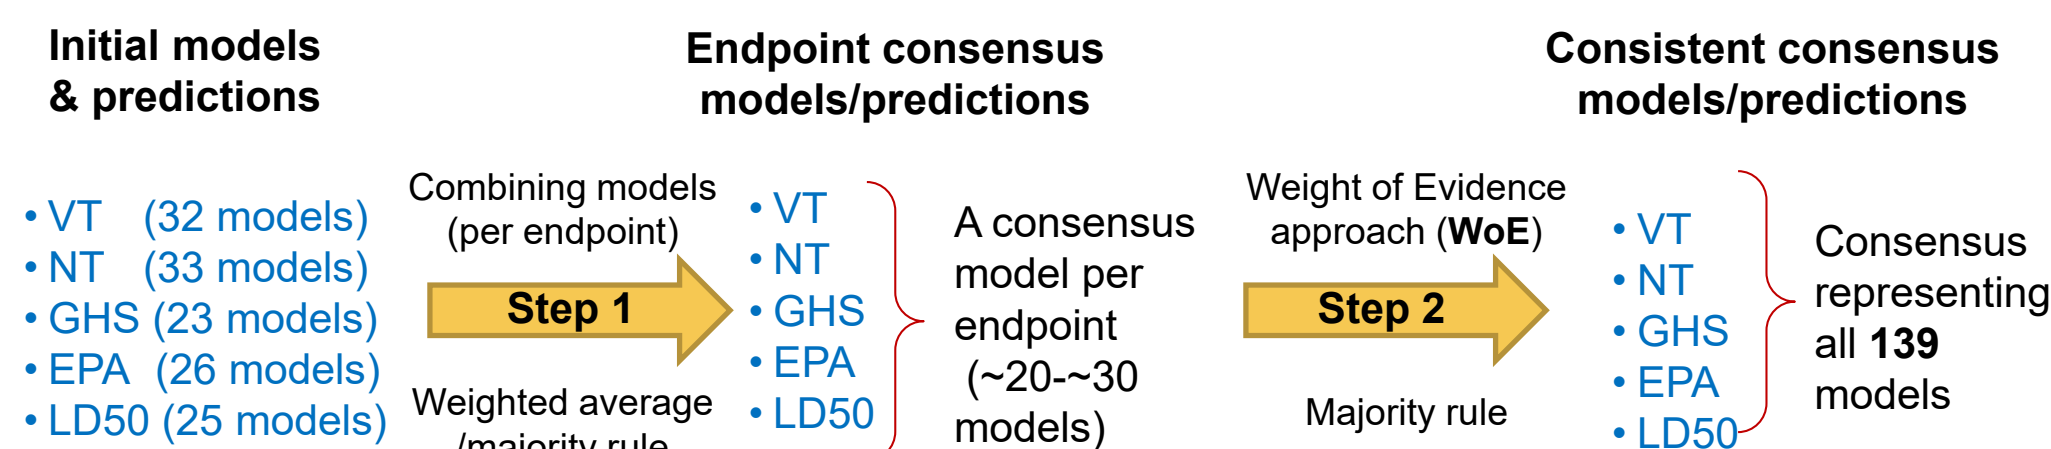 Initial models
& predictions
• VT (32 models)
• NT (33 models)
• GHS (23 models)
• EPA (26 models)
• LD50 (25 models)
Combining models
(per endpoint)
Step 1
Weighted average
/majority rule
Endpoint consensus
models/predictions
• VT
• NT
• GHS
• EPA
• LD50
A consensus
model per
endpoint
(~20-~30
models)
Weight of Evidence
approach (WoE)
Step 2
Majority rule
Consistent consensus
models/predictions
• VT
• NT
• GHS
• EPA
• LD50
Consensus
representing
all 139
models